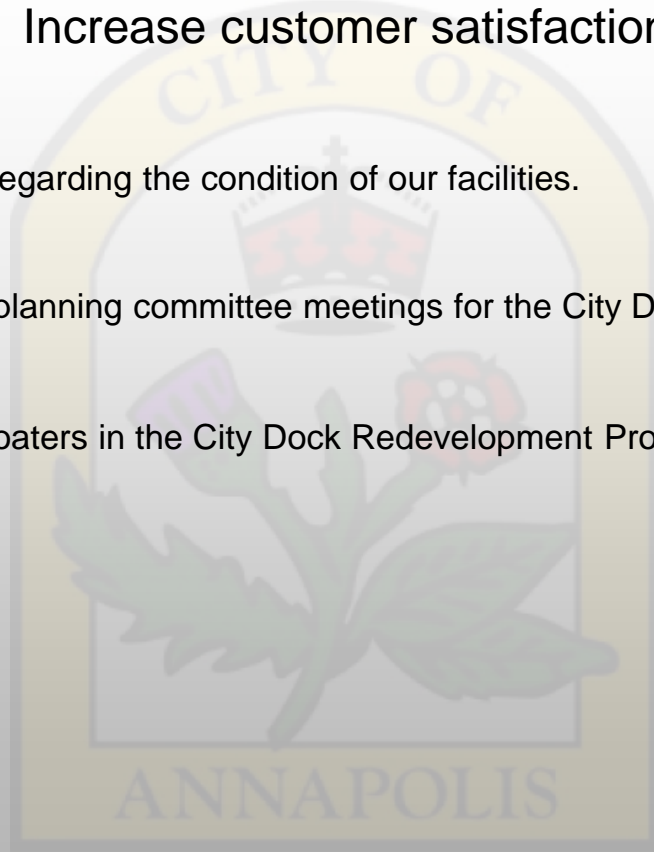 Increase customer satisfaction
CITY OF
egarding the condition of our facilities.
planning committee meetings for the City D
oaters in the City Dock Redevelopment Pro
ANNAPOLIS